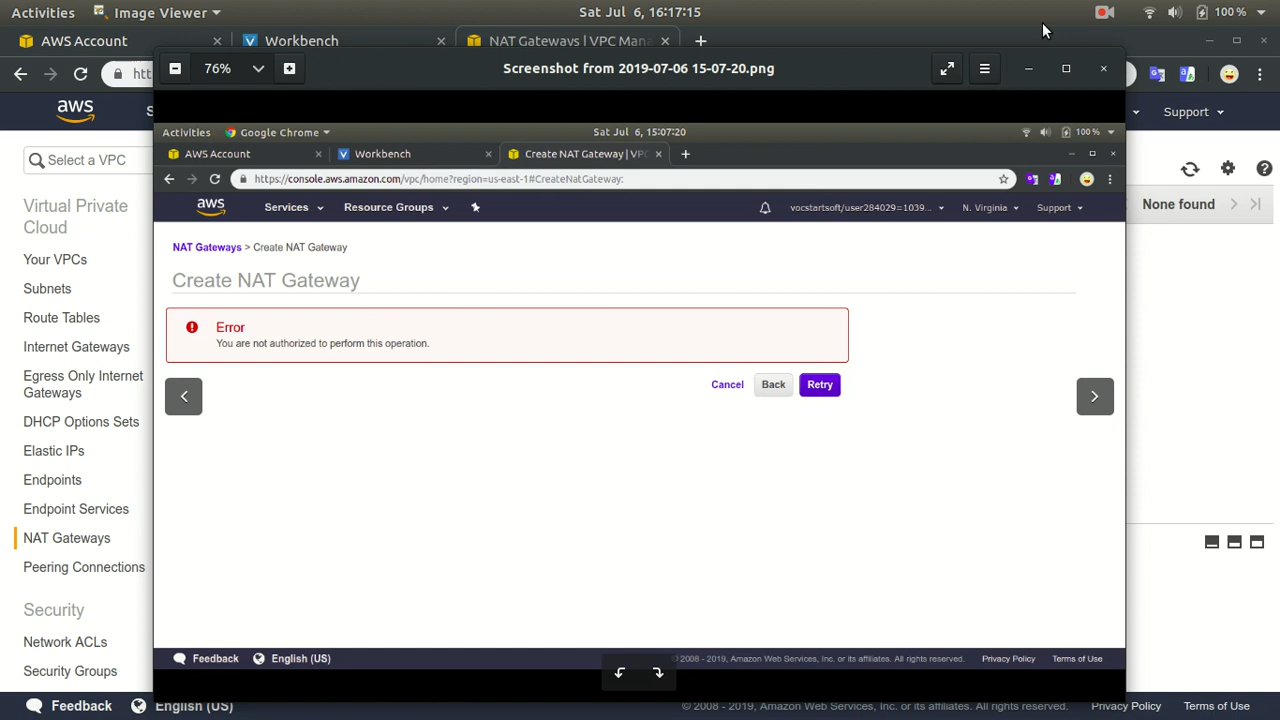 Activities
Image Viewer
Sat Jul 6, 16:17:15
100 %
AWS Account
Workbench
NAT Gateways | VPC Mana
76%
Screenshot from 2019-07-06 15-07-20.png
htt
aws
S
Support
Activities
Google Chrome
Sat Jul 6, 15:07:20
100 %
AWS Account
Workbench
Create NAT Gateway | VPC
https://console.aws.amazon.com/vpc/home?region=us-east-1#CreateNatGateway:
aws
Services
Resource Groups
vocstartsoft/user284029=1039...
N. Virginia
Support
NAT Gateways > Create NAT Gateway
Create NAT Gateway
Error
You are not authorized to perform this operation.
Cancel
Back
Retry
Feedback
English (US)
© 2008 - 2019, Amazon Web Services, Inc. or its affiliates. All rights reserved.
Privacy Policy
Terms of Use
Select a VPC
None found
Virtual Private
Cloud
Your VPCs
Subnets
Route Tables
Internet Gateways
Egress Only Internet
Gateways
DHCP Options Sets
Elastic IPs
Endpoints
Endpoint Services
NAT Gateways
Peering Connections
Security
Network ACLs
Security Groups
Feedback
English (US)
© 2008 - 2019, Amazon Web Services, Inc. or its affiliates. All rights reserved.
Privacy Policy
Terms of Use